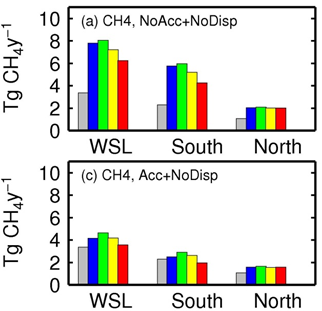 (a) CH4, NoAcc+NoDisp
Tg CH₄y⁻¹
10
8
6
4
2
0
WSL South North
(c) CH4, Acc+NoDisp
Tg CH₄y⁻¹
10
8
6
4
2
0
WSL South North